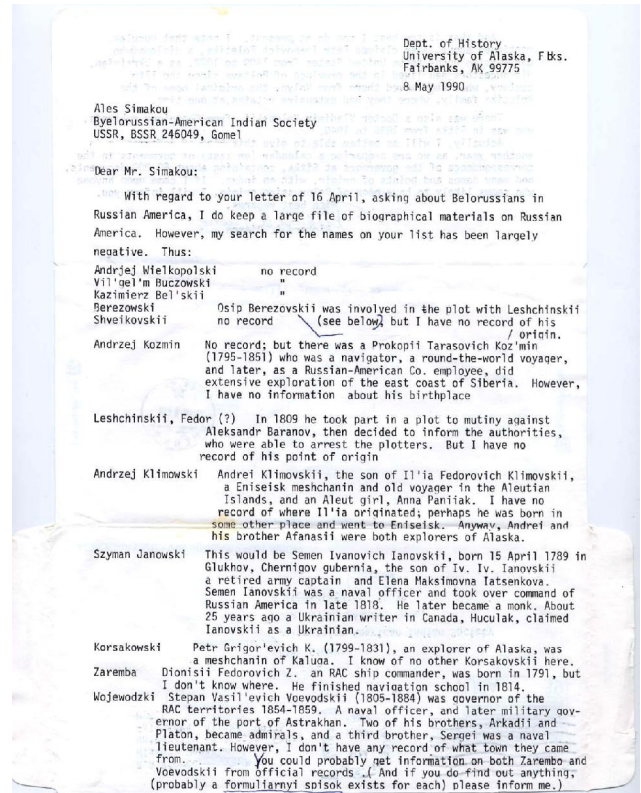 Dept. of History
University of Alaska, Fbks.
Fairbanks, AK 99775
8 May 1990
Ales Simakou
Byelorussian-American Indian Society
USSR, BSSR 246049, Gomel
Dear Mr. Simakou:
With regard to your letter of 16 April, asking about Belorussians in
Russian America, I do keep a large file of biographical materials on Russian
America. However, my search for the names on your list has been largely
negative. Thus:
Andrjej Wielkopolski no record
Vil'gel'm Buczowski "
Kazimierz Bel'skii "
Berezowski Osip Berezovskii was involved in the plot with Leshchinskii
Shveikovskii no record (see below) but I have no record of his
/ origin.
Andrzej Kozmin No record; but there was a Prokopii Tarasovich Koz'min
(1795-1851) who was a navigator, a round-the-world voyager,
and later, as a Russian-American Co. employee, did
extensive exploration of the east coast of Siberia. However,
I have no information about his birthplace
Leshchinskii, Fedor (?) In 1809 he took part in a plot to mutiny against
Aleksandr Baranov, then decided to inform the authorities,
who were able to arrest the plotters. But I have no
record of his point of origin
Andrzej Klimowski Andrei Klimovskii, the son of Il'ia Fedorovich Klimovskii,
a Eniseisk meshchanin and old voyager in the Aleutian
Islands, and an Aleut girl, Anna Paniiak. I have no
record of where Il'ia originated; perhaps he was born in
some other place and went to Eniseisk. Anyway, Andrei and
his brother Afanasii were both explorers of Alaska.
Szyman Janowski This would be Semen Ivanovich Ianovskii, born 15 April 1789 in
Glukhov, Chernigov gubernia, the son of Iv. Iv. Ianovskii
a retired army captain and Elena Maksimovna Iatsenkova.
Semen Ianovskii was a naval officer and took over command of
Russian America in late 1818. He later became a monk. About
25 years ago a Ukrainian writer in Canada, Huculak, claimed
Ianovskii as a Ukrainian.
Korsakowski Petr Grigor'evich K. (1799-1831), an explorer of Alaska, was
a meshchanin of Kaluga. I know of no other Korsakovskii here.
Zaremba Dionisii Fedorovich Z. an RAC ship commander, was born in 1791, but
I don't know where. He finished navigation school in 1814.
Wojewodzki Stepan Vasil'evich Voevodskii (1805-1884) was governor of the
RAC territories 1854-1859. A naval officer, and later military gov-
ernor of the port of Astrakhan. Two of his brothers, Arkadii and
Platon, became admirals, and a third brother, Sergei was a naval
lieutenant. However, I don't have any record of what town they came
from. You could probably get information on both Zarembo and
Voevodskii from official records .( And if you do find out anything,
(probably a formuliarnyi spisok exists for each) please inform me.)